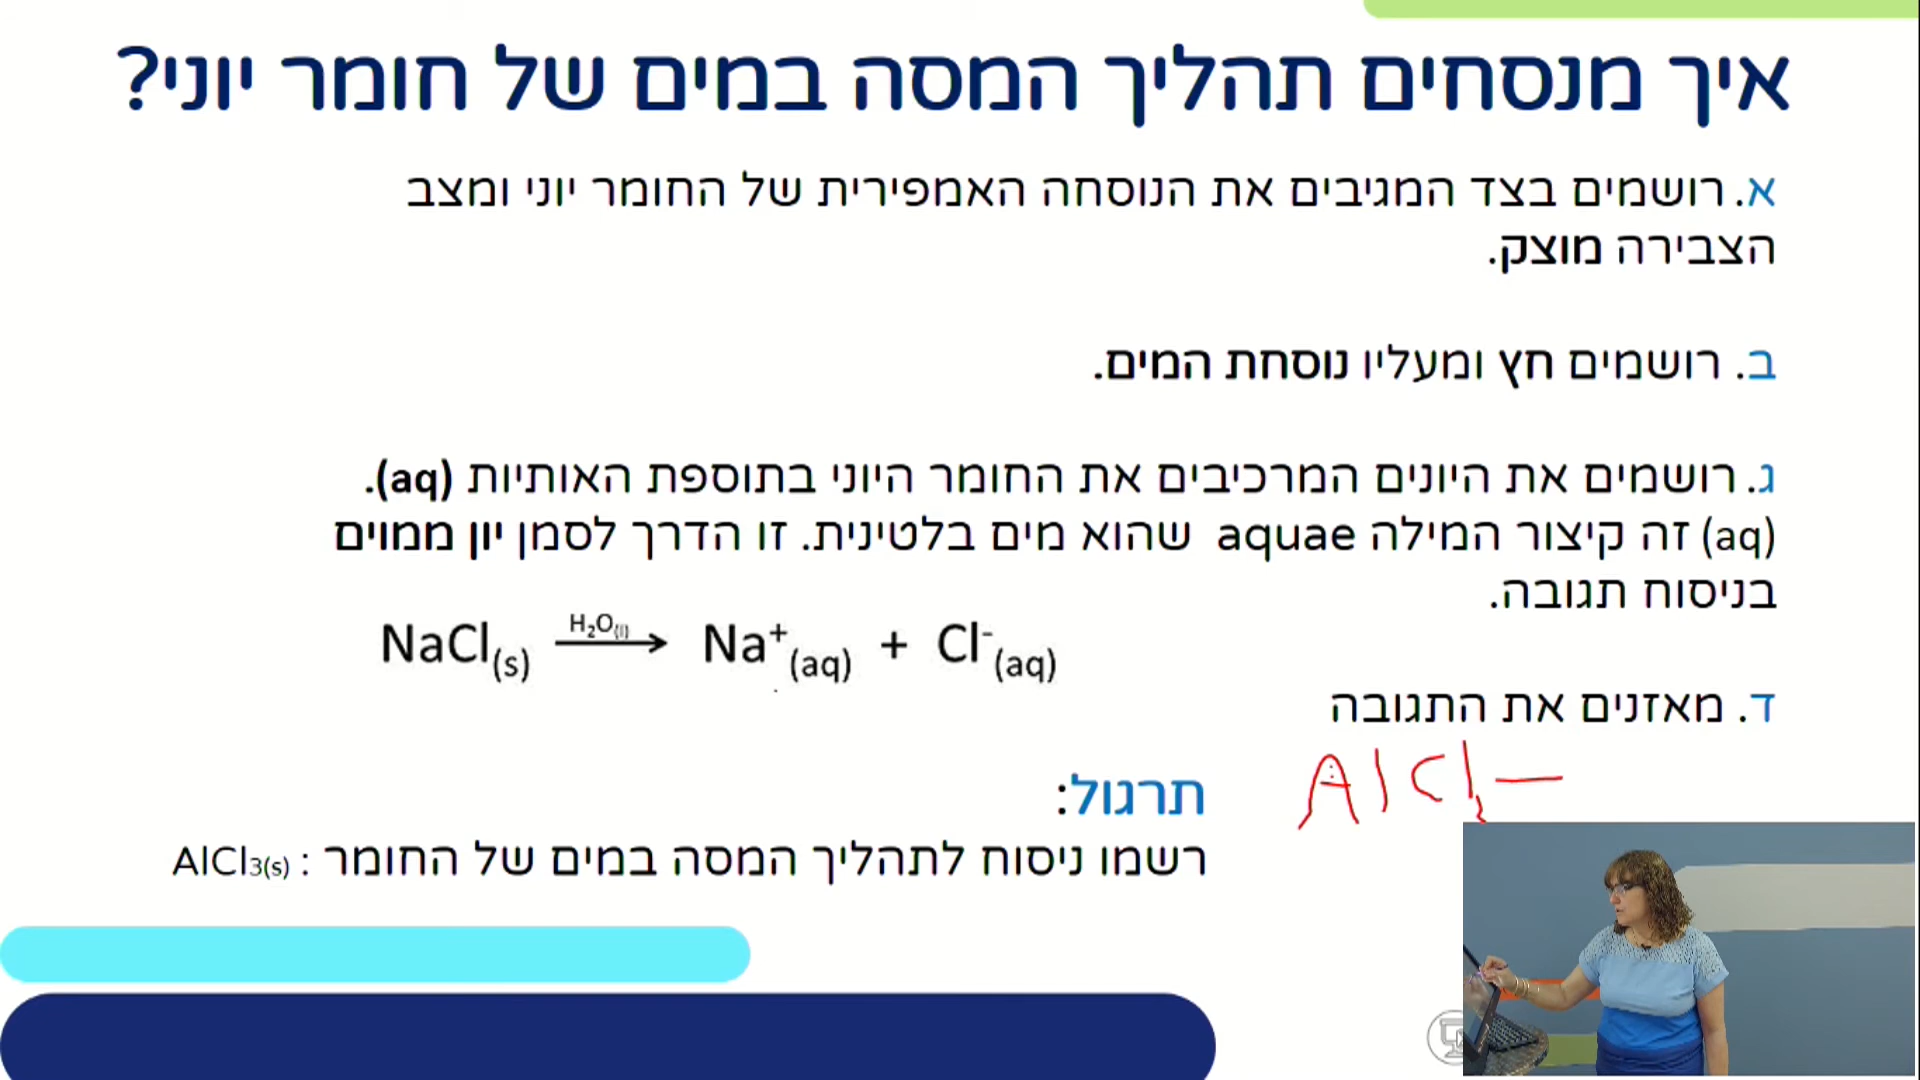 איך מנסחים תהליך המסה במים של חומר יוני?
א. רושמים בצד המגיבים את הנוסחה האמפירית של החומר יוני ומצב
הצבירה מוצק.
ב. רושמים חץ ומעליו נוסחת המים.
ג. רושמים את היונים המרכיבים את החומר היוני בתוספת האותיות (aq).
(aq) זה קיצור המילה aquae שהוא מים בלטינית. זו הדרך לסמן יון ממוים
בניסוח תגובה.
NaCl(s) H₂O(l)⟶ Na⁺(aq) + Cl⁻(aq)
ד. מאזנים את התגובה
AlCl₃ —
תרגול:
רשמו ניסוח לתהליך המסה במים של החומר : AlCl₃(s)